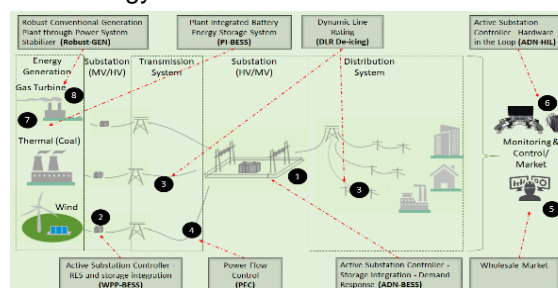 Robust Conventional Generation
Plant through Power System
Stabilizer (Robust-GEN)
Plant Integrated Battery
Energy Storage System
(PI-BESS)
Dynamic Line
Rating
(DLR De-icing)
Active Substation
Controller - Hardware
in the Loop (ADN-HIL)
Energy
Generation
Substation
(MV/HV)
Transmission
System
Substation
(HV/MV)
Distribution
System
Gas Turbine
8
7
6
Thermal (Coal)
Monitoring &
Control/
Market
3
1
3
5
Wind
2
4
Active Substation Controller -
RES and storage integration
(WPP-BESS)
Power Flow
Control
(PFC)
Active Substation Controller -
Storage Integration - Demand
Response (ADN-BESS)
Wholesale Market